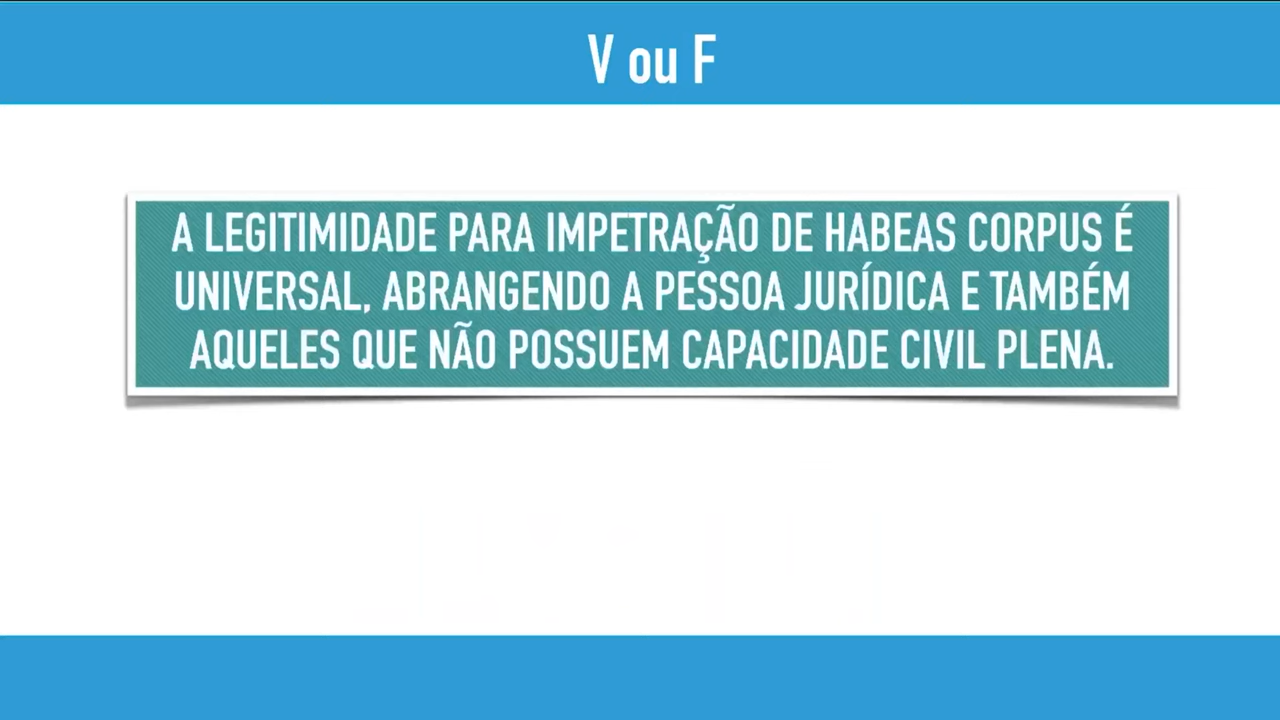 V ou F
A LEGITIMIDADE PARA IMPETRAÇÃO DE HABEAS CORPUS É
UNIVERSAL, ABRANGENDO A PESSOA JURÍDICA E TAMBÉM
AQUELES QUE NÃO POSSUEM CAPACIDADE CIVIL PLENA.